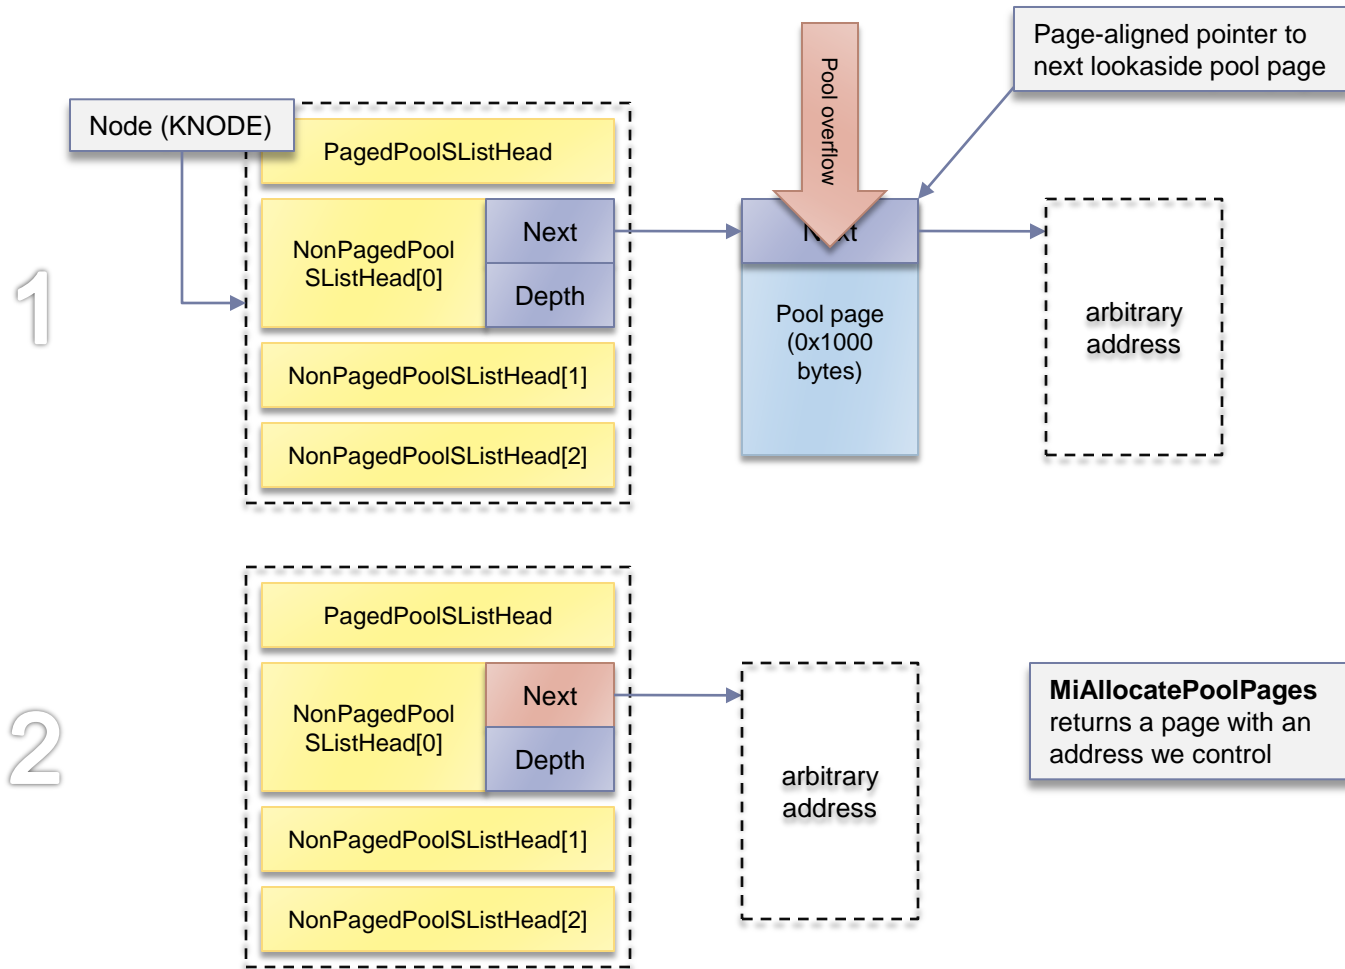 Page-aligned pointer to
next lookaside pool page
Pool overflow
Node (KNODE)
PagedPoolSListHead
1
NonPagedPool
SListHead[0]
Next
Depth
Next
Pool page
(0x1000
bytes)
arbitrary
address
NonPagedPoolSListHead[1]
NonPagedPoolSListHead[2]
2
PagedPoolSListHead
NonPagedPool
SListHead[0]
Next
Depth
arbitrary
address
MiAllocatePoolPages
returns a page with an
address we control
NonPagedPoolSListHead[1]
NonPagedPoolSListHead[2]